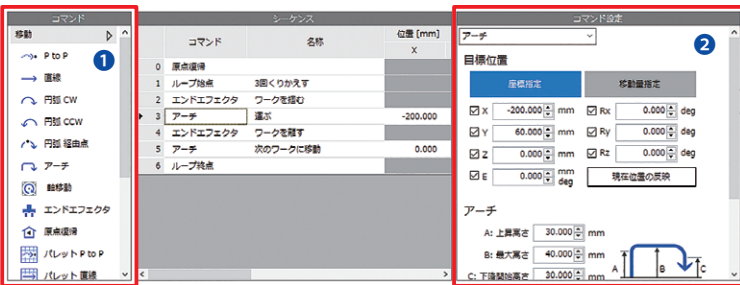 コマンド
移動
P to P
直線
円弧 CW
円弧 CCW
円弧 経由点
アーチ
軸移動
エンドエフェクタ
原点復帰
パレット P to P
パレット 直線
1
シーケンス
コマンド 名称 位置 [mm]
X
0 原点復帰
1 ループ始点 3回くりかえす
2 エンドエフェクタ ワークを掴む
3 アーチ 運ぶ -200.000
4 エンドエフェクタ ワークを離す
5 アーチ 次のワークに移動 0.000
6 ループ終点
コマンド設定
アーチ
2
目標位置
座標指定 移動量指定
X -200.000 mm Rx 0.000 deg
Y 60.000 mm Ry 0.000 deg
Z 0.000 mm Rz 0.000 deg
E 0.000 mm deg 現在位置の反映
アーチ
A: 上昇高さ 30.000 mm
B: 最大高さ 40.000 mm
C: 下降開始高さ 30.000 mm
A B C